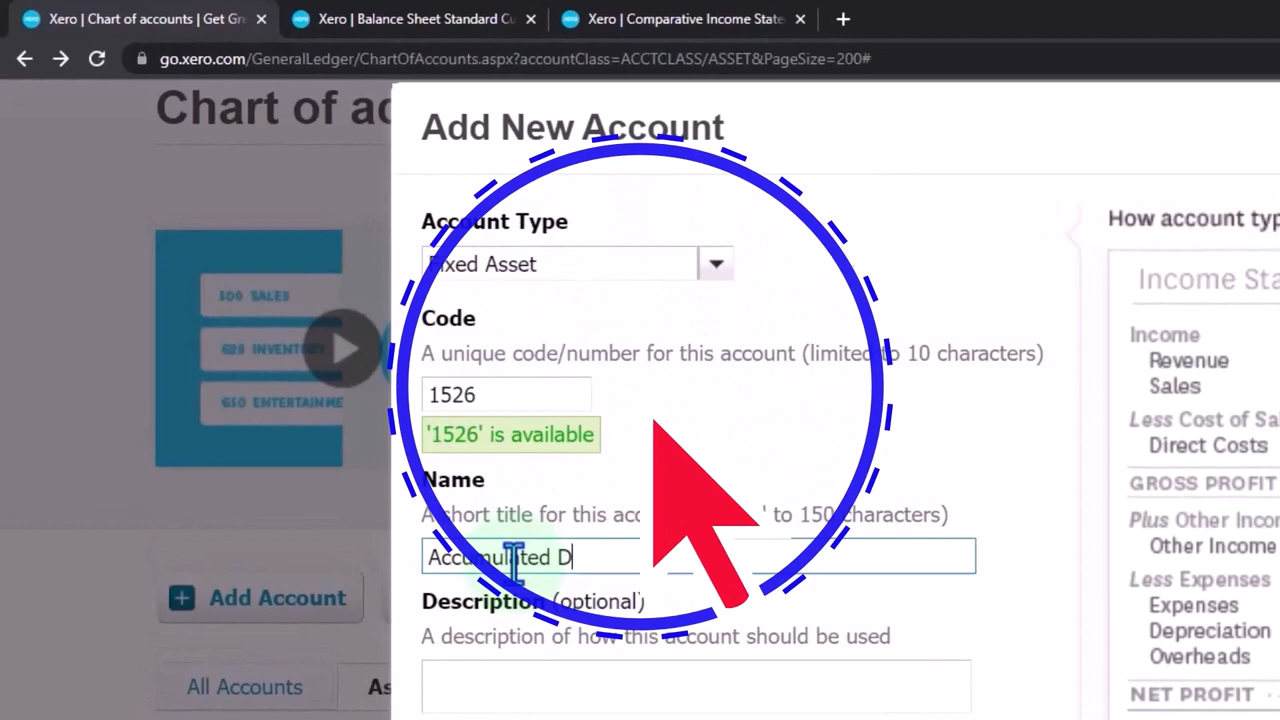 Xero | Chart of accounts | Get Gr
Xero | Balance Sheet Standard Cu
Xero | Comparative Income State
go.xero.com/GeneralLedger/ChartOfAccounts.aspx?accountClass=ACCTCLASS/ASSET&PageSize=200#
Chart of ac
Add New Account
Account Type
Fixed Asset
Code
A unique code/number for this account (limited to 10 characters)
1526
'1526' is available
Name
A short title for this acc ' to 150 characters)
Accumulated D
Description (optional)
A description of how this account should be used
300 SALES
628 INVENTOR
610 ENTERTAINME
Add Account
All Accounts
As
How account typ
Income Sta
Income
Revenue
Sales
Less Cost of Sa
Direct Costs
GROSS PROFIT
Plus Other Incom
Other Income
Less Expenses
Expenses
Depreciation
Overheads
NET PROFIT